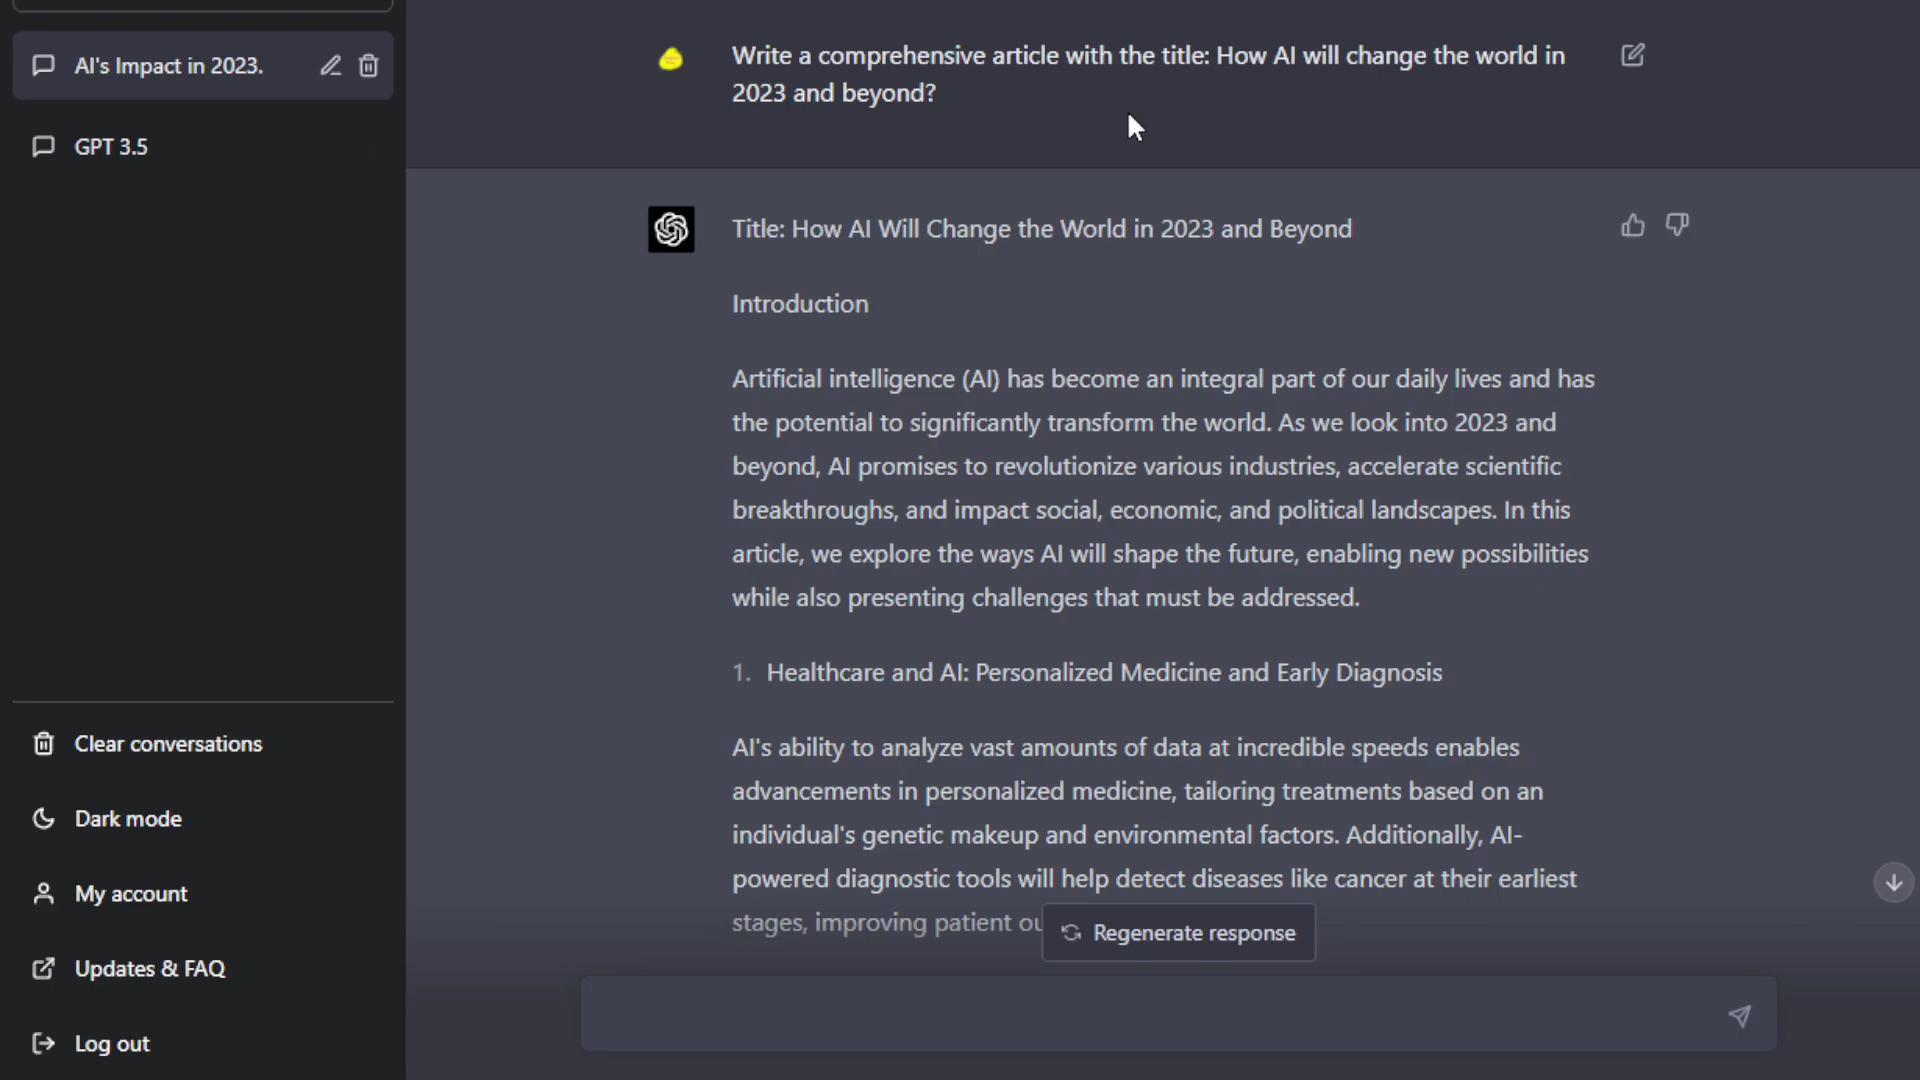 AI's Impact in 2023.
GPT 3.5
Clear conversations
Dark mode
My account
Updates & FAQ
Log out
Write a comprehensive article with the title: How AI will change the world in
2023 and beyond?
Title: How AI Will Change the World in 2023 and Beyond
Introduction
Artificial intelligence (AI) has become an integral part of our daily lives and has
the potential to significantly transform the world. As we look into 2023 and
beyond, AI promises to revolutionize various industries, accelerate scientific
breakthroughs, and impact social, economic, and political landscapes. In this
article, we explore the ways AI will shape the future, enabling new possibilities
while also presenting challenges that must be addressed.
1. Healthcare and AI: Personalized Medicine and Early Diagnosis
AI's ability to analyze vast amounts of data at incredible speeds enables
advancements in personalized medicine, tailoring treatments based on an
individual's genetic makeup and environmental factors. Additionally, AI-
powered diagnostic tools will help detect diseases like cancer at their earliest
stages, improving patient
Regenerate response